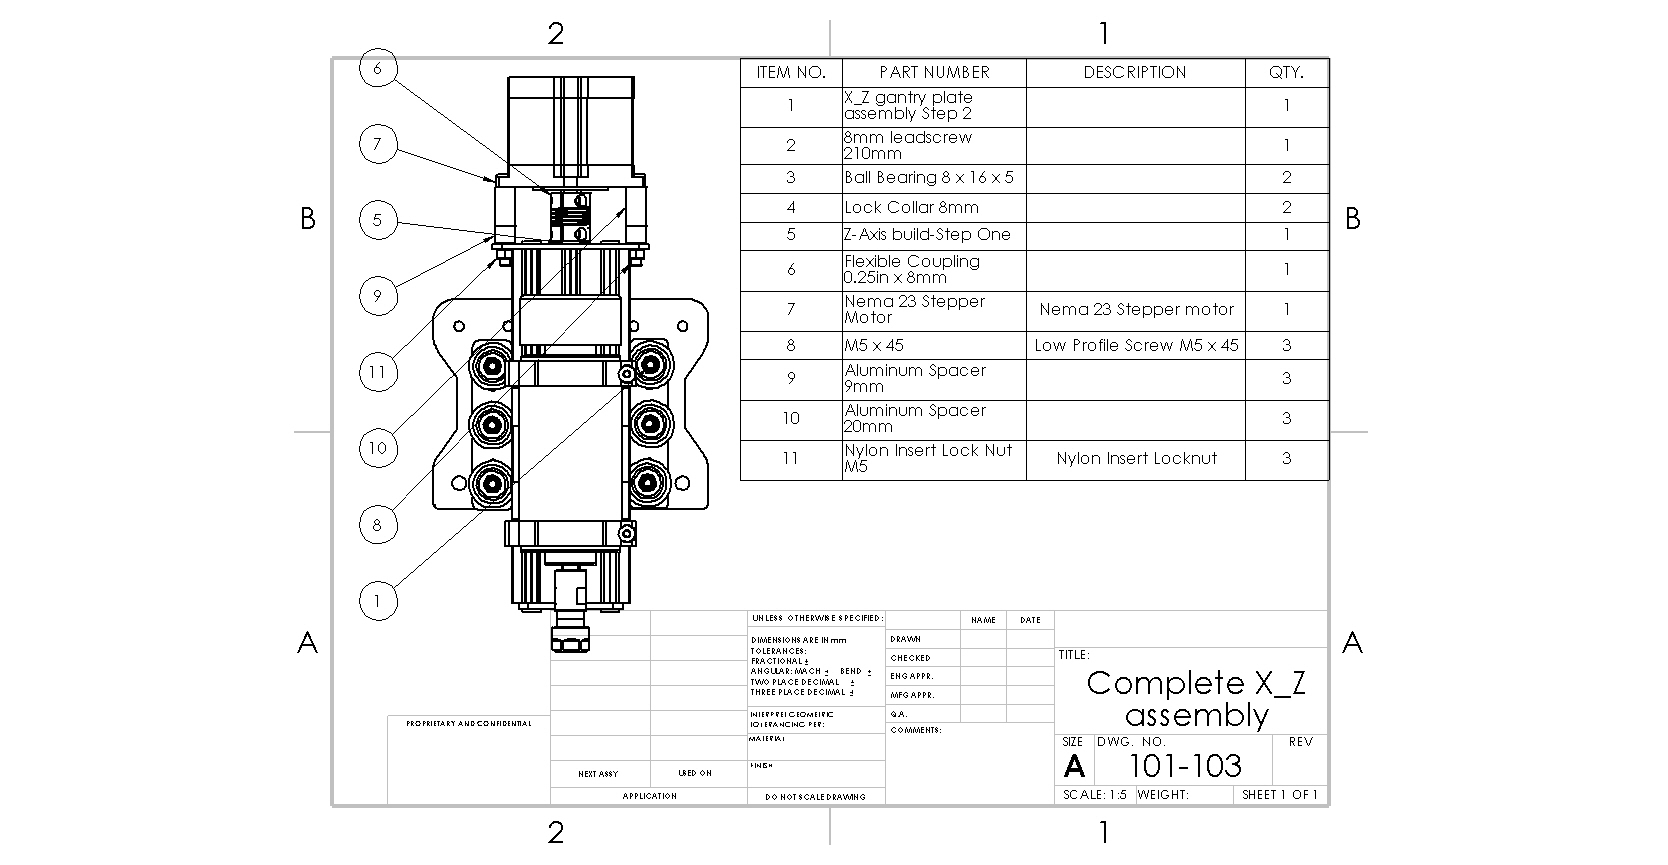 2 1
B B
A A
6
7
5
9
11
10
8
1
ITEM NO. PART NUMBER DESCRIPTION QTY.
1 X_Z gantry plate assembly Step 2 1
2 8mm leadscrew 210mm 1
3 Ball Bearing 8 x 16 x 5 2
4 Lock Collar 8mm 2
5 Z-Axis build-Step One 1
6 Flexible Coupling 0.25in x 8mm 1
7 Nema 23 Stepper Motor Nema 23 Stepper motor 1
8 M5 x 45 Low Profile Screw M5 x 45 3
9 Aluminum Spacer 9mm 3
10 Aluminum Spacer 20mm 3
11 Nylon Insert Lock Nut M5 Nylon Insert Locknut 3
PROPRIETARY AND CONFIDENTIAL
NEXT ASSY USED ON
APPLICATION
UNLESS OTHERWISE SPECIFIED:
DIMENSIONS ARE IN mm
TOLERANCES:
FRACTIONAL ±
ANGULAR: MACH ± BEND ±
TWO PLACE DECIMAL ±
THREE PLACE DECIMAL ±
INTERPRET GEOMETRIC
TOLERANCING PER:
MATERIAL
FINISH
DO NOT SCALE DRAWING
NAME DATE
DRAWN
CHECKED
ENG APPR.
MFG APPR.
Q.A.
COMMENTS:
TITLE:
Complete X_Z
assembly
SIZE DWG. NO. REV
A 101-103
SCALE: 1:5 WEIGHT: SHEET 1 OF 1
2 1